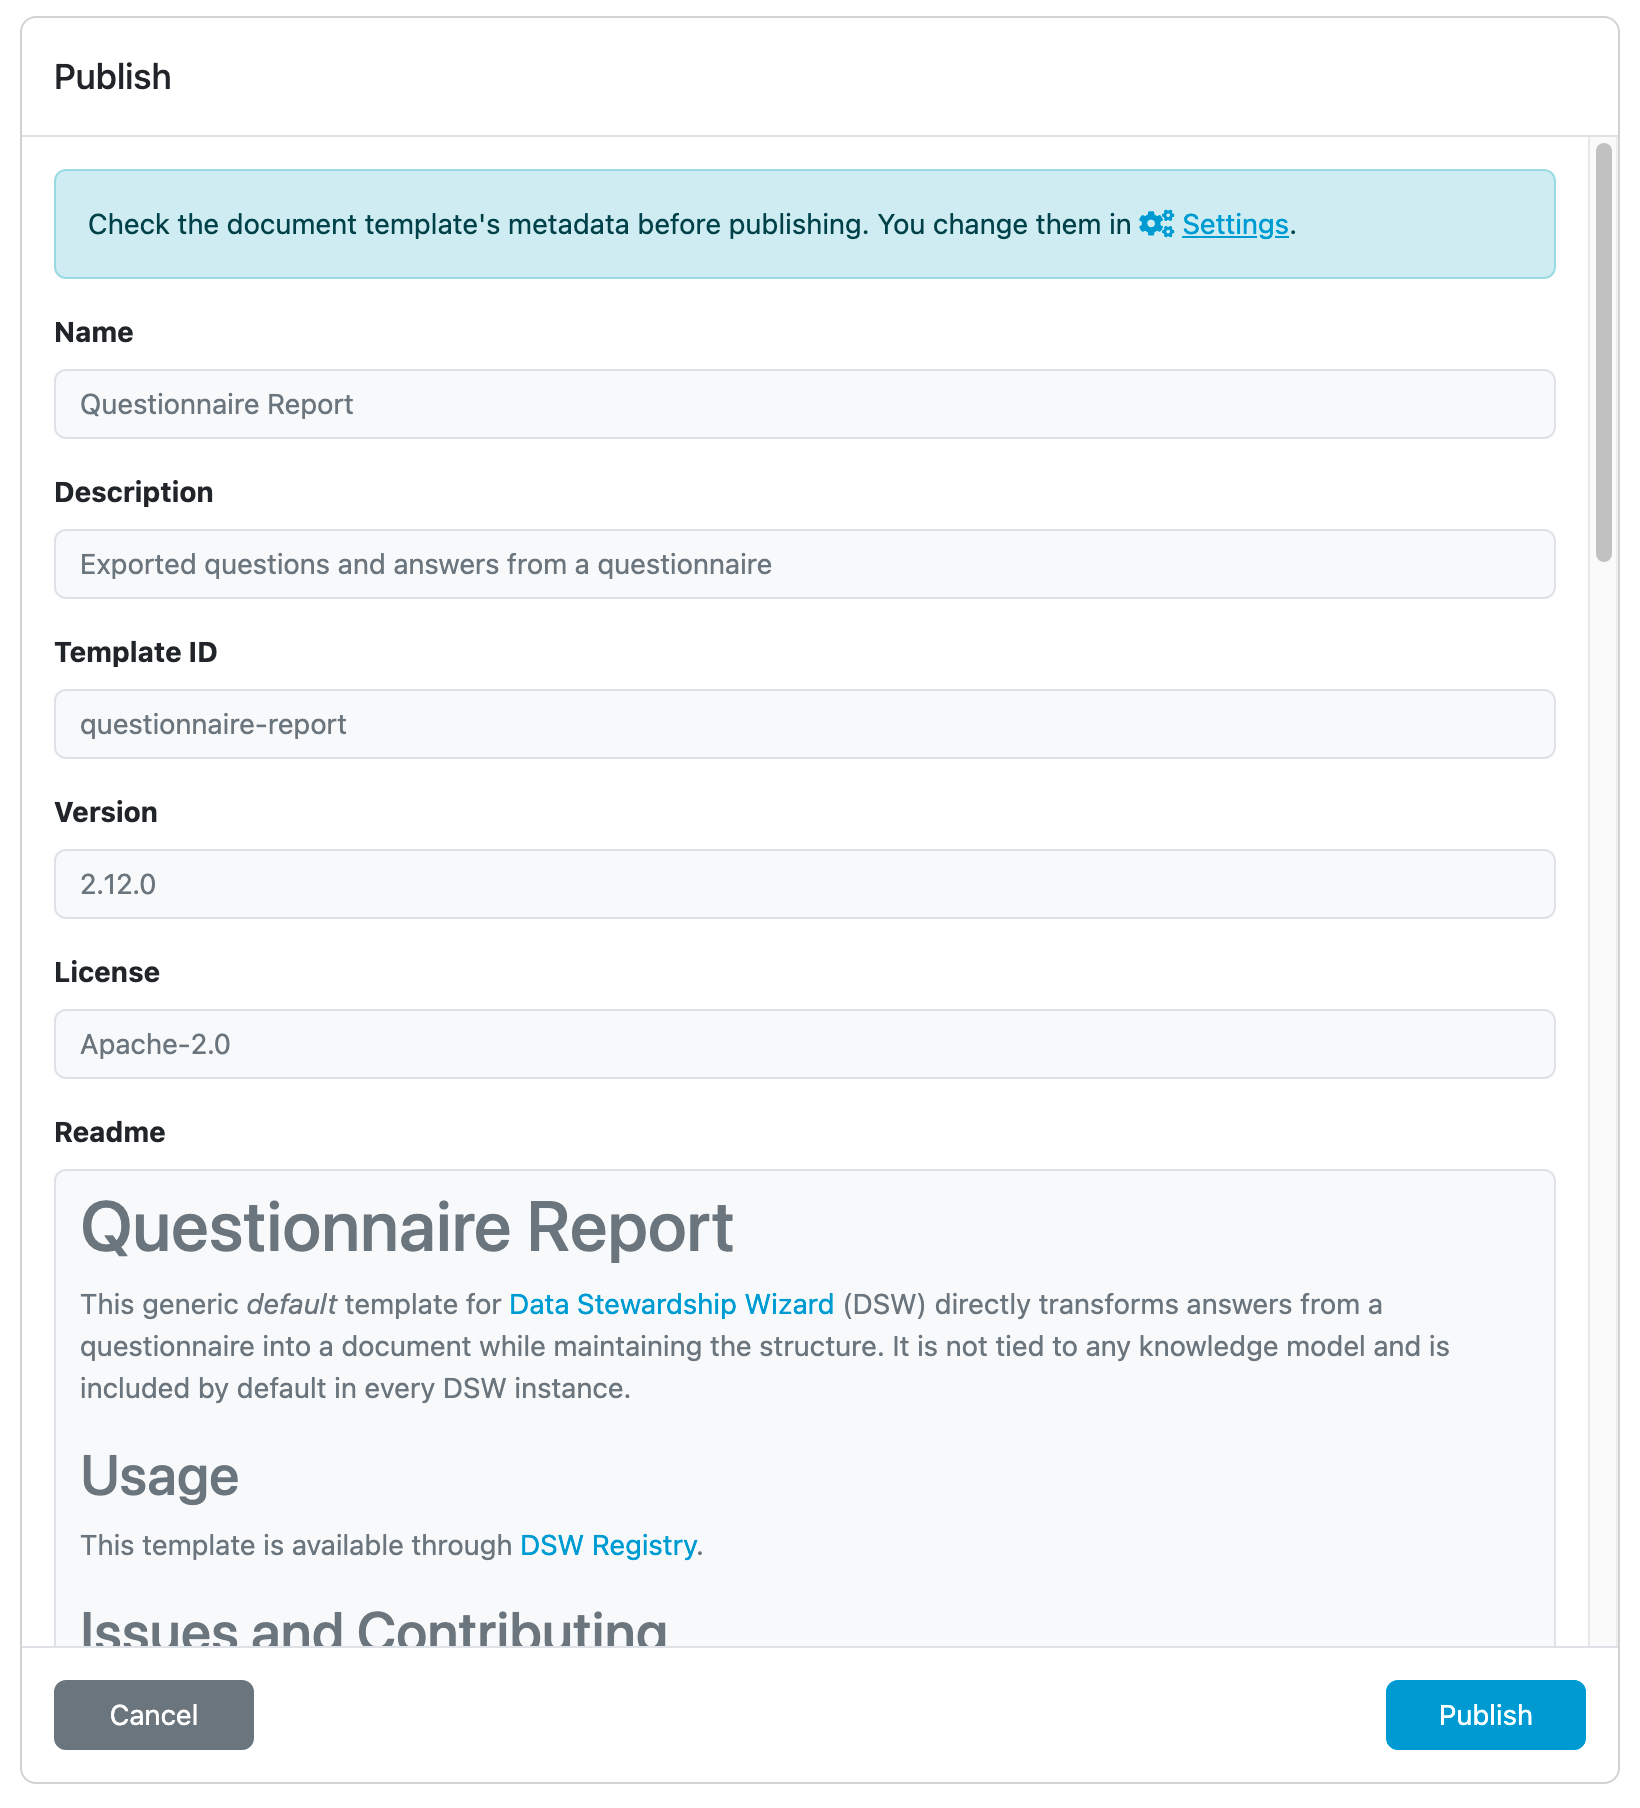 Publish
Check the document template's metadata before publishing. You change them in Settings.
Name
Questionnaire Report
Description
Exported questions and answers from a questionnaire
Template ID
questionnaire-report
Version
2.12.0
License
Apache-2.0
Readme
Questionnaire Report
This generic default template for Data Stewardship Wizard (DSW) directly transforms answers from a
questionnaire into a document while maintaining the structure. It is not tied to any knowledge model and is
included by default in every DSW instance.
Usage
This template is available through DSW Registry.
Issues and Contributing
Cancel
Publish